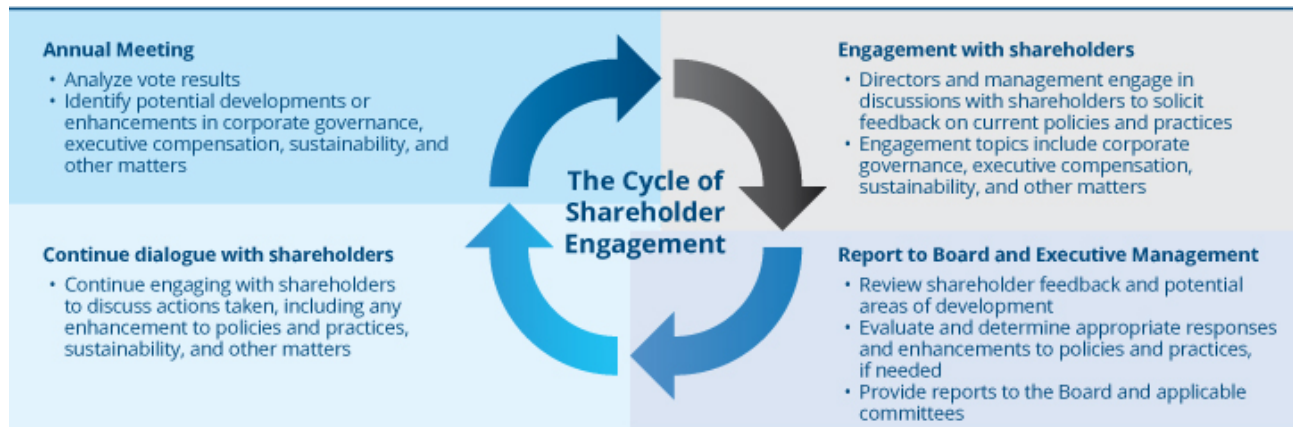 Annual Meeting
• Analyze vote results
• Identify potential developments or
enhancements in corporate governance,
executive compensation, sustainability, and
other matters
Engagement with shareholders
• Directors and management engage in
discussions with shareholders to solicit
feedback on current policies and practices
• Engagement topics include corporate
governance, executive compensation,
sustainability, and other matters
The Cycle of
Shareholder
Engagement
Continue dialogue with shareholders
• Continue engaging with shareholders
to discuss actions taken, including any
enhancement to policies and practices,
sustainability, and other matters
Report to Board and Executive Management
• Review shareholder feedback and potential
areas of development
• Evaluate and determine appropriate responses
and enhancements to policies and practices,
if needed
• Provide reports to the Board and applicable
committees